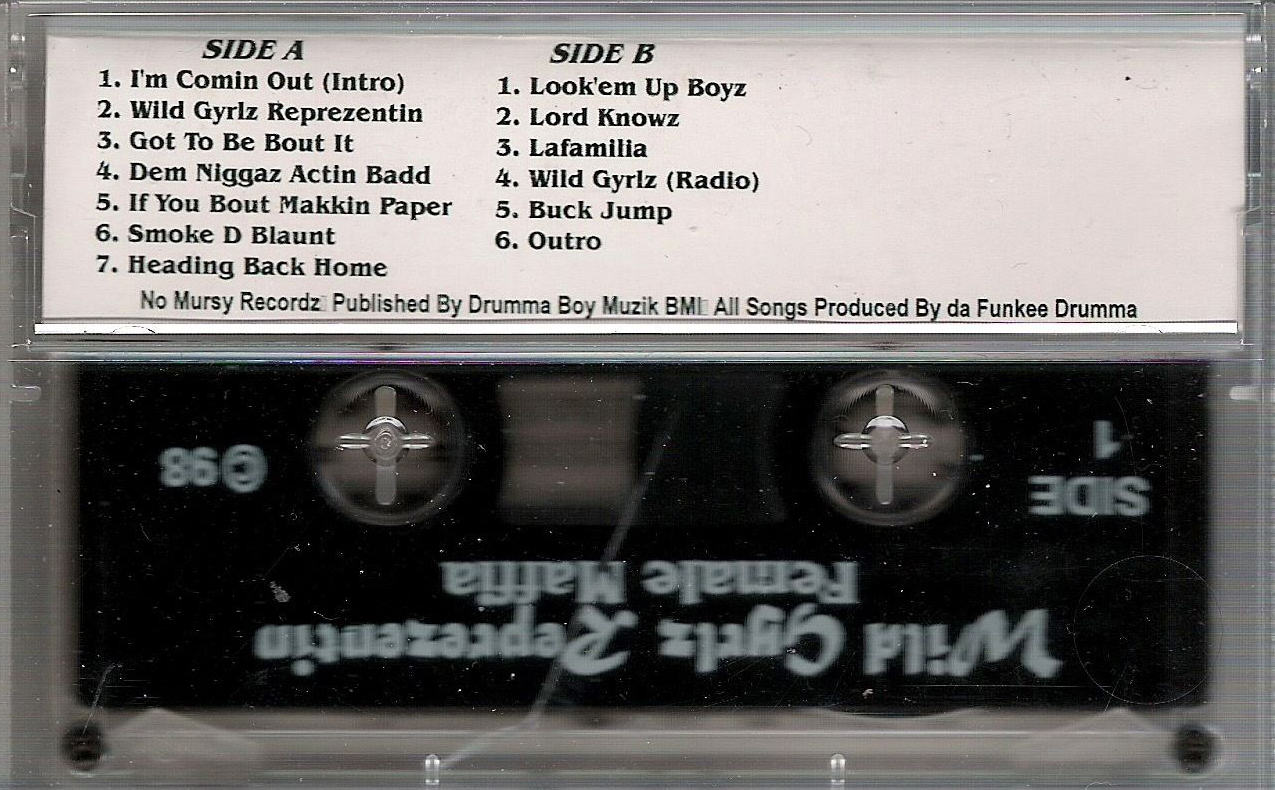 SIDE A
1. I'm Comin Out (Intro)
2. Wild Gyrlz Reprezentin
3. Got To Be Bout It
4. Dem Niggaz Actin Badd
5. If You Bout Makkin Paper
6. Smoke D Blaunt
7. Heading Back Home
SIDE B
1. Look'em Up Boyz
2. Lord Knowz
3. Lafamilia
4. Wild Gyrlz (Radio)
5. Buck Jump
6. Outro
No Mursy Recordz Published By Drumma Boy Muzik BMI All Songs Produced By da Funkee Drumma
Wild Gyrlz Reprezentin
Female Maffia
SIDE
1
©98